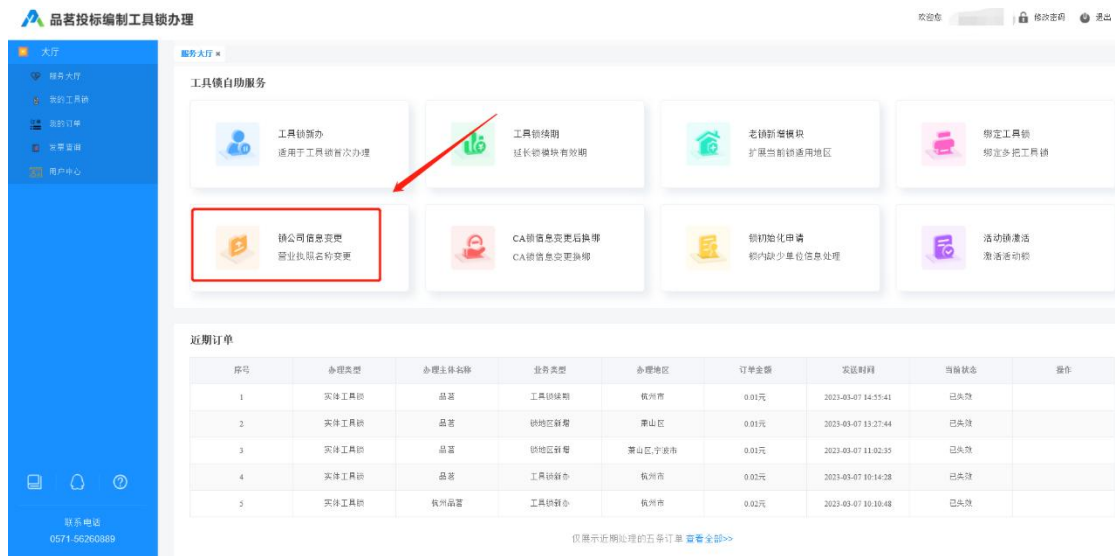 品茗投标编制工具锁办理
欢迎您 修改密码 退出
大厅
服务大厅
我的工具锁
我的订单
发票查询
用户中心
服务大厅 ×
工具锁自助服务
工具锁新办
适用于工具锁首次办理
工具锁续期
延长锁模块有效期
老锁新增模块
扩展当前锁适用地区
绑定工具锁
绑定多把工具锁
锁公司信息变更
营业执照名称变更
CA锁信息变更后换绑
CA锁信息变更换绑
锁初始化申请
锁内缺少单位信息处理
活动锁激活
激活活动锁
近期订单
序号 办理类型 办理主体名称 业务类型 办理地区 订单金额 发送时间 当前状态 操作
1 实体工具锁 品茗 工具锁续期 杭州市 0.01元 2023-03-07 14:55:41 已失效
2 实体工具锁 品茗 锁地区新增 萧山区 0.01元 2023-03-07 13:27:44 已失效
3 实体工具锁 品茗 锁地区新增 萧山区,宁波市 0.01元 2023-03-07 11:02:35 已失效
4 实体工具锁 品茗 工具锁新办 杭州市 0.02元 2023-03-07 10:14:28 已失效
5 实体工具锁 杭州品茗 工具锁新办 杭州市 0.02元 2023-03-07 10:10:48 已失效
仅展示近期处理的五条订单 查看全部>>
联系电话
0571-56260889